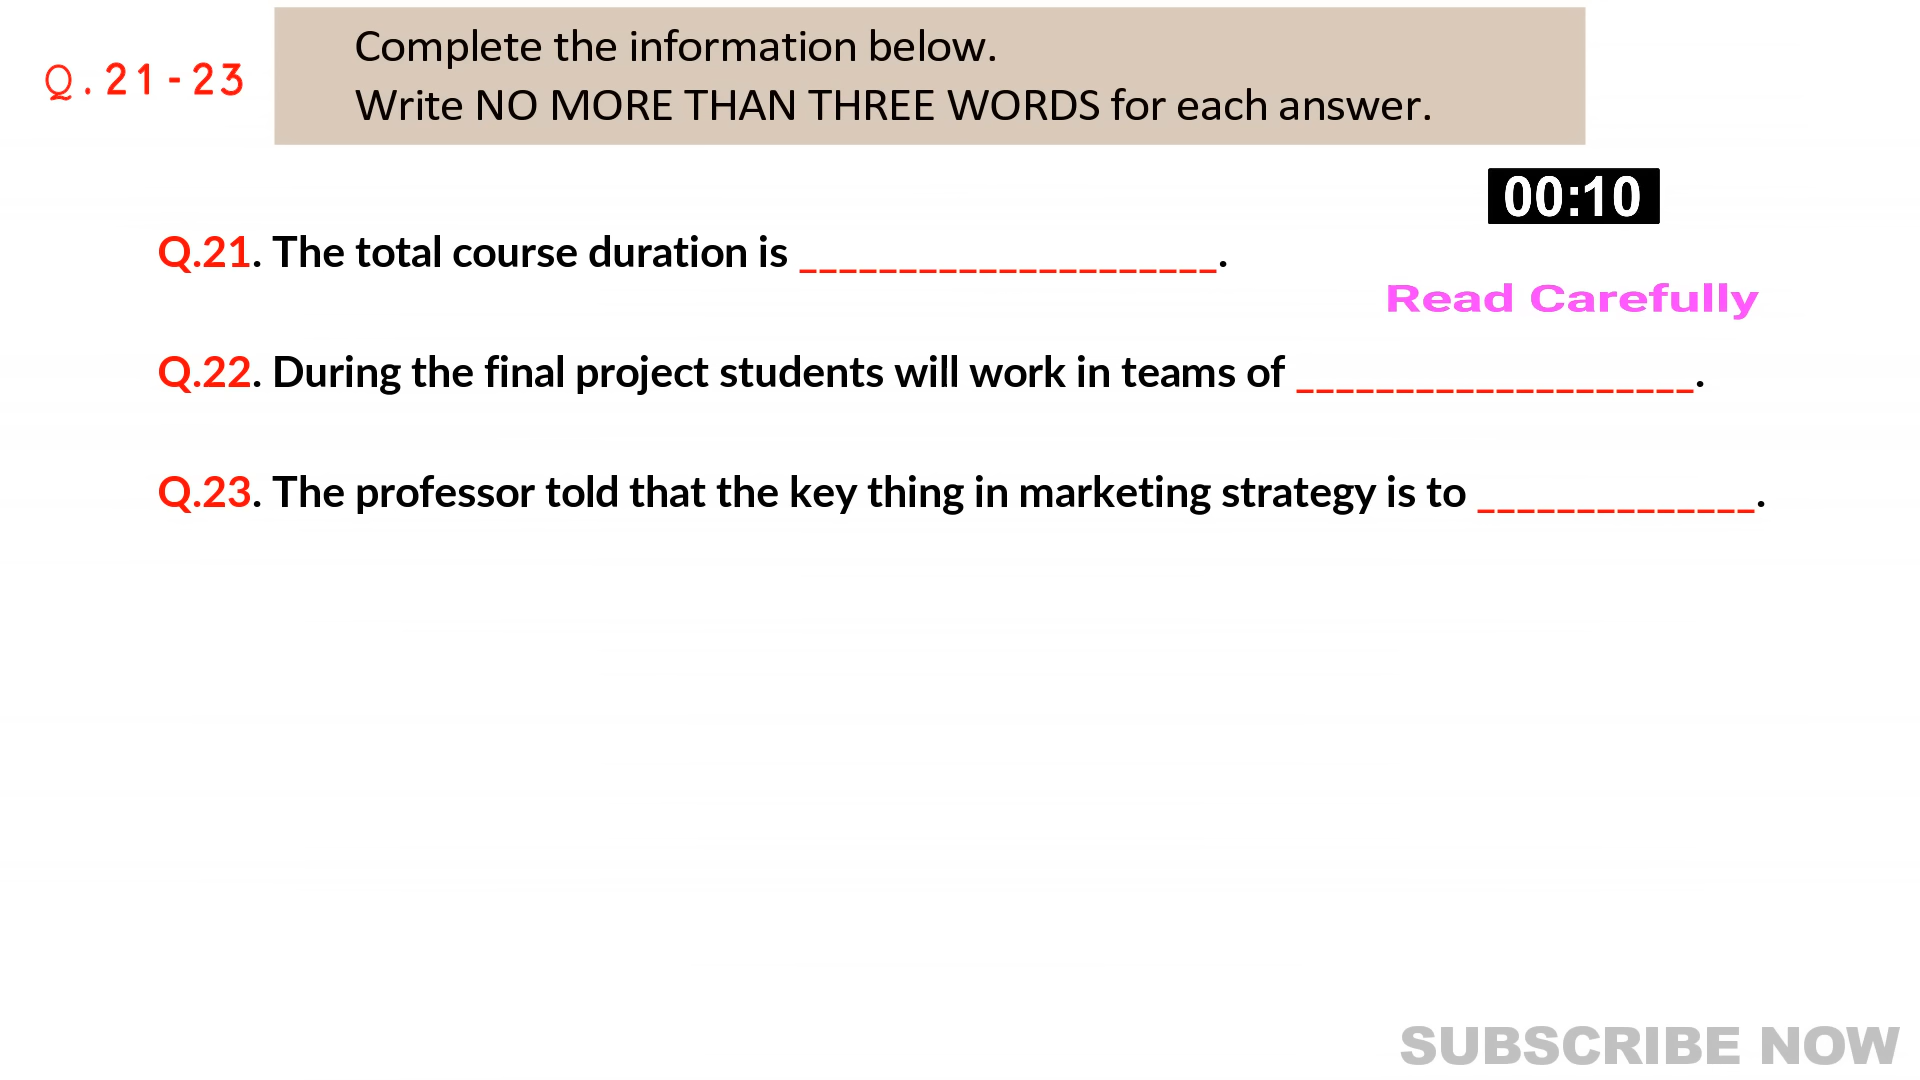 Q.21-23
Complete the information below.
Write NO MORE THAN THREE WORDS for each answer.
00:10
Q.21. The total course duration is _____________________.
Read Carefully
Q.22. During the final project students will work in teams of ____________________.
Q.23. The professor told that the key thing in marketing strategy is to ______________.
SUBSCRIBE NOW